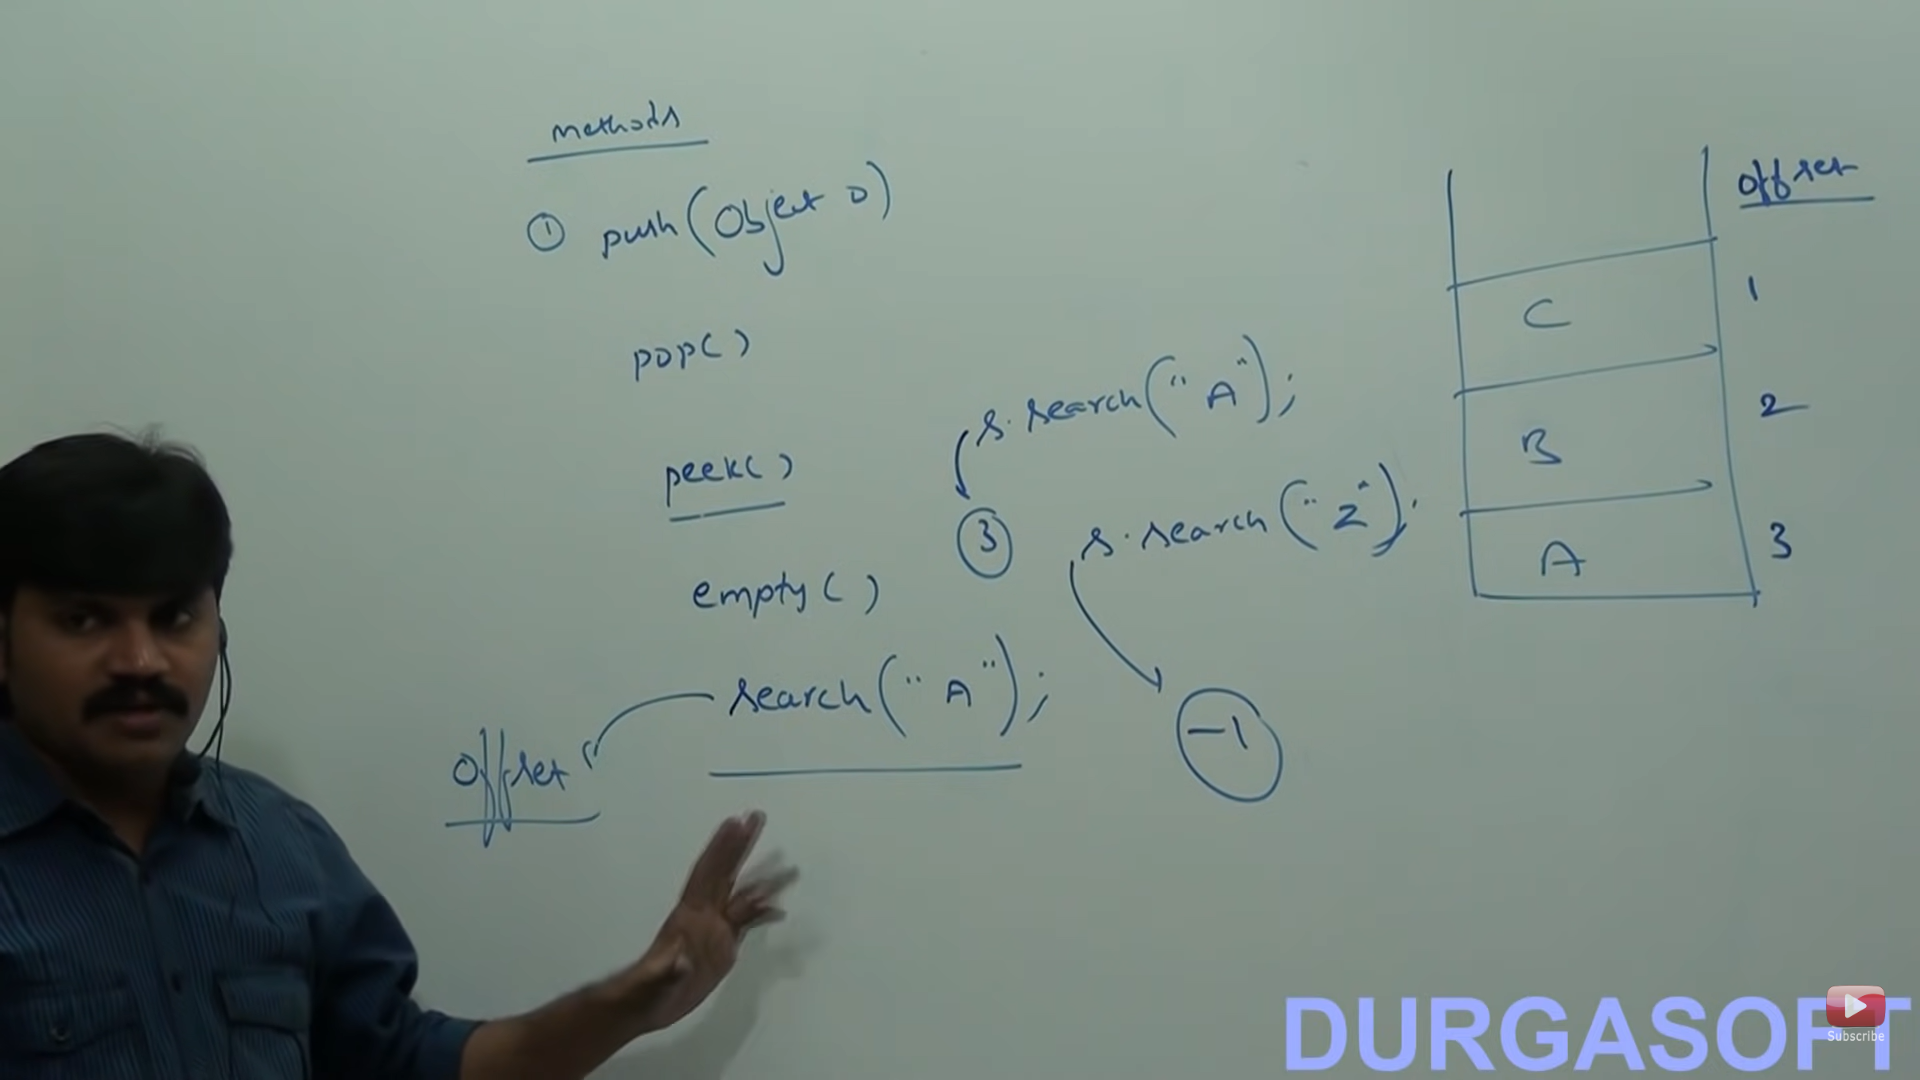 methods
① push(Object o)
pop( )
peek( )
empty( )
search("A");
offset
s.search("A");
3
s.search("Z");
-1
offset
C 1
B 2
A 3
DURGASOFT
Subscribe